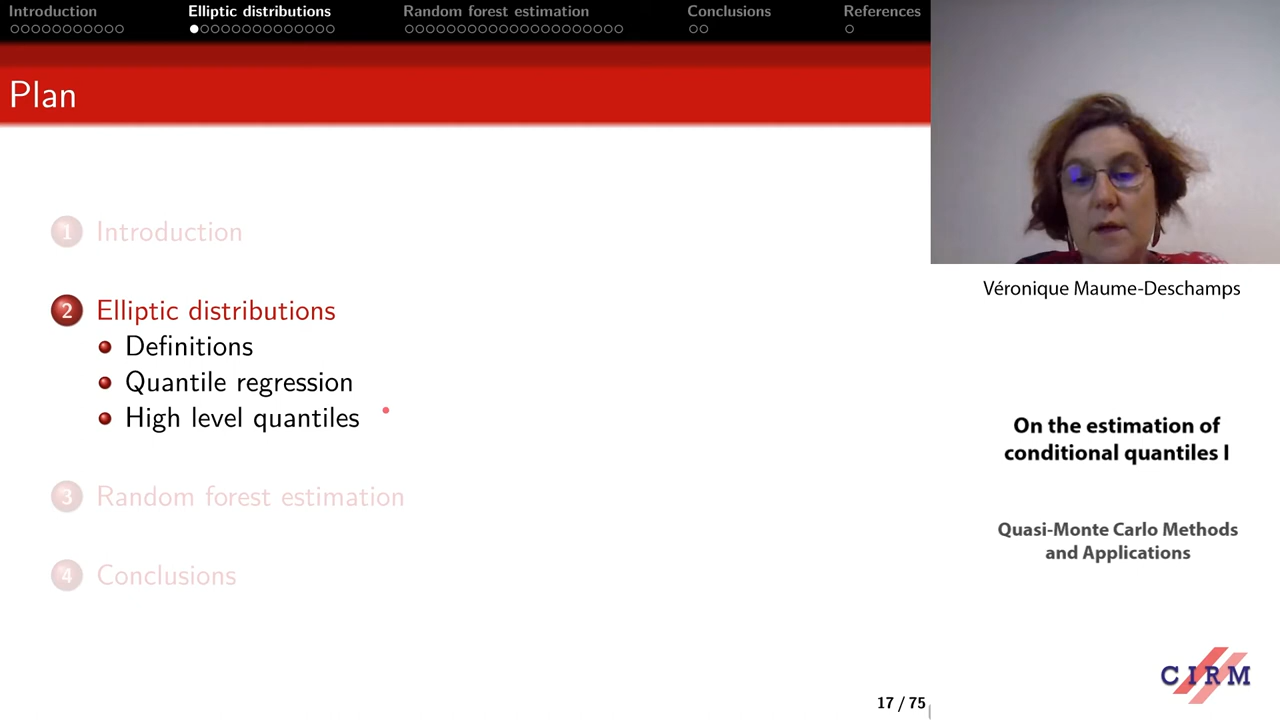 Introduction
Elliptic distributions
Random forest estimation
Conclusions
References
Plan
1 Introduction
2 Elliptic distributions
Definitions
Quantile regression
High level quantiles
3 Random forest estimation
4 Conclusions
17 / 75
Véronique Maume-Deschamps
On the estimation of
conditional quantiles I
Quasi-Monte Carlo Methods
and Applications
CIRM